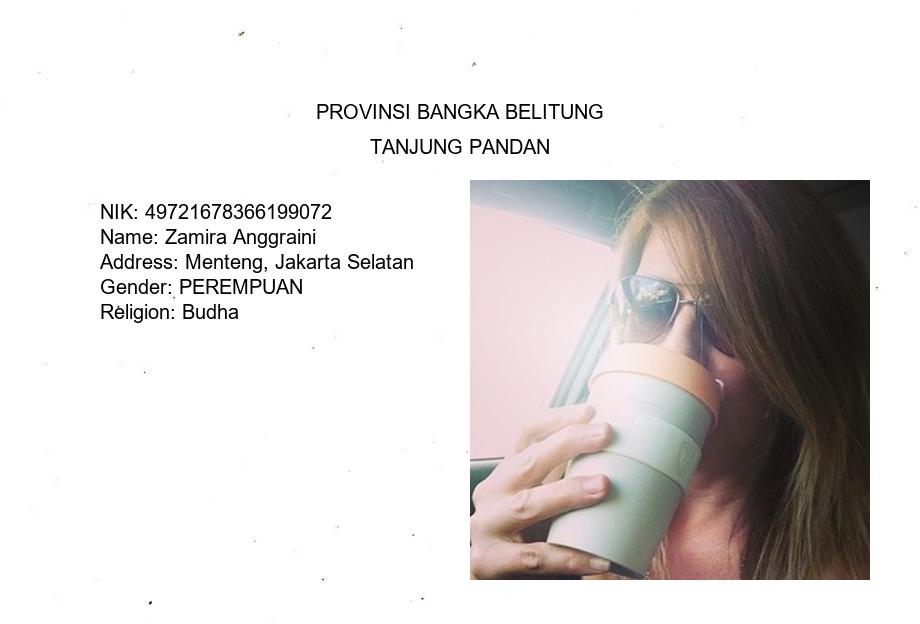 PROVINSI BANGKA BELITUNG
TANJUNG PANDAN
NIK: 49721678366199072
Name: Zamira Anggraini
Address: Menteng, Jakarta Selatan
Gender: PEREMPUAN
Religion: Budha